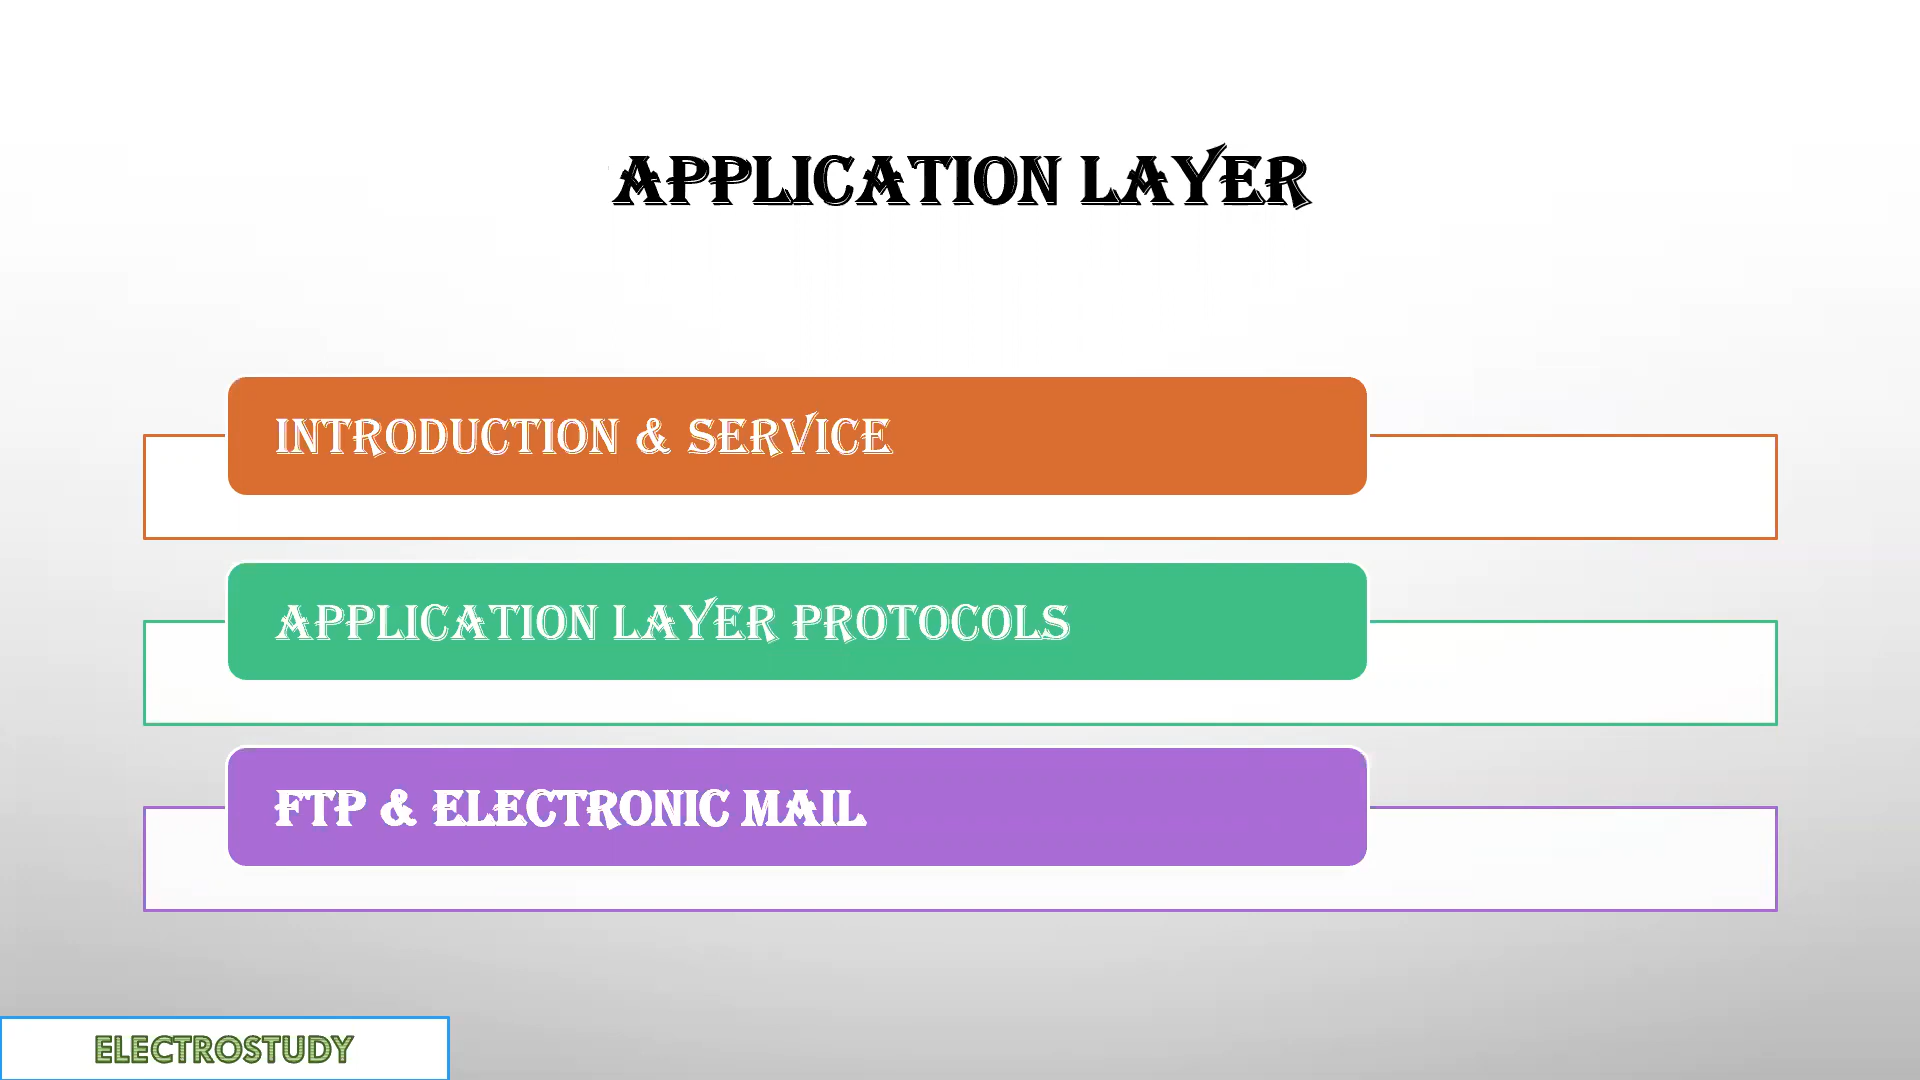 APPLICATION LAYER
INTRODUCTION & SERVICE
APPLICATION LAYER PROTOCOLS
FTP & ELECTRONIC MAIL
ELECTROSTUDY